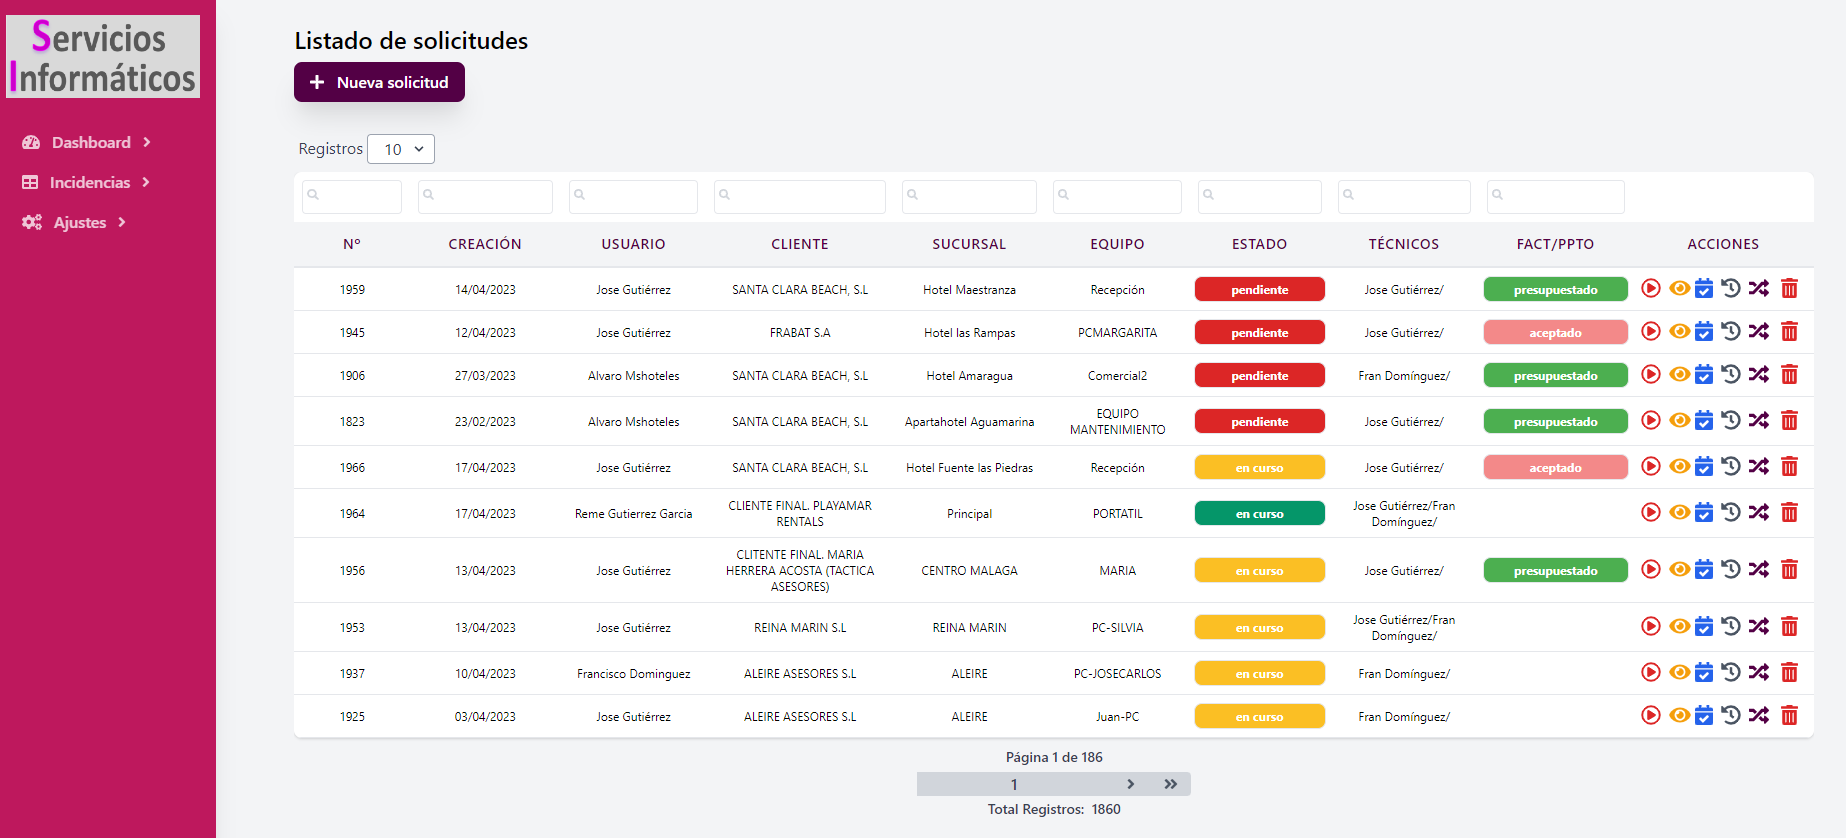 Servicios
Informáticos
Dashboard
Incidencias
Ajustes
Listado de solicitudes
Nueva solicitud
Registros 10
Nº CREACIÓN USUARIO CLIENTE SUCURSAL EQUIPO ESTADO TÉCNICOS FACT/PPTO ACCIONES
1959 14/04/2023 Jose Gutiérrez SANTA CLARA BEACH, S.L Hotel Maestranza Recepción pendiente Jose Gutiérrez/ presupuestado
1945 12/04/2023 Jose Gutiérrez FRABAT S.A Hotel las Rampas PCMARGARITA pendiente Jose Gutiérrez/ aceptado
1906 27/03/2023 Alvaro Mshoteles SANTA CLARA BEACH, S.L Hotel Amaragua Comercial2 pendiente Fran Domínguez/ presupuestado
1823 23/02/2023 Alvaro Mshoteles SANTA CLARA BEACH, S.L Apartahotel Aguamarina EQUIPO
MANTENIMIENTO pendiente Jose Gutiérrez/ presupuestado
1966 17/04/2023 Jose Gutiérrez SANTA CLARA BEACH, S.L Hotel Fuente las Piedras Recepción en curso Jose Gutiérrez/ aceptado
1964 17/04/2023 Reme Gutierrez Garcia CLIENTE FINAL. PLAYAMAR
RENTALS Principal PORTATIL en curso Jose Gutiérrez/Fran
Domínguez/
1956 13/04/2023 Jose Gutiérrez CLITENTE FINAL. MARIA
HERRERA ACOSTA (TACTICA
ASESORES) CENTRO MALAGA MARIA en curso Jose Gutiérrez/ presupuestado
1953 13/04/2023 Jose Gutiérrez REINA MARIN S.L REINA MARIN PC-SILVIA en curso Jose Gutiérrez/Fran
Domínguez/
1937 10/04/2023 Francisco Dominguez ALEIRE ASESORES S.L ALEIRE PC-JOSECARLOS en curso Fran Domínguez/
1925 03/04/2023 Jose Gutiérrez ALEIRE ASESORES S.L ALEIRE Juan-PC en curso Fran Domínguez/
Página 1 de 186
1
Total Registros: 1860